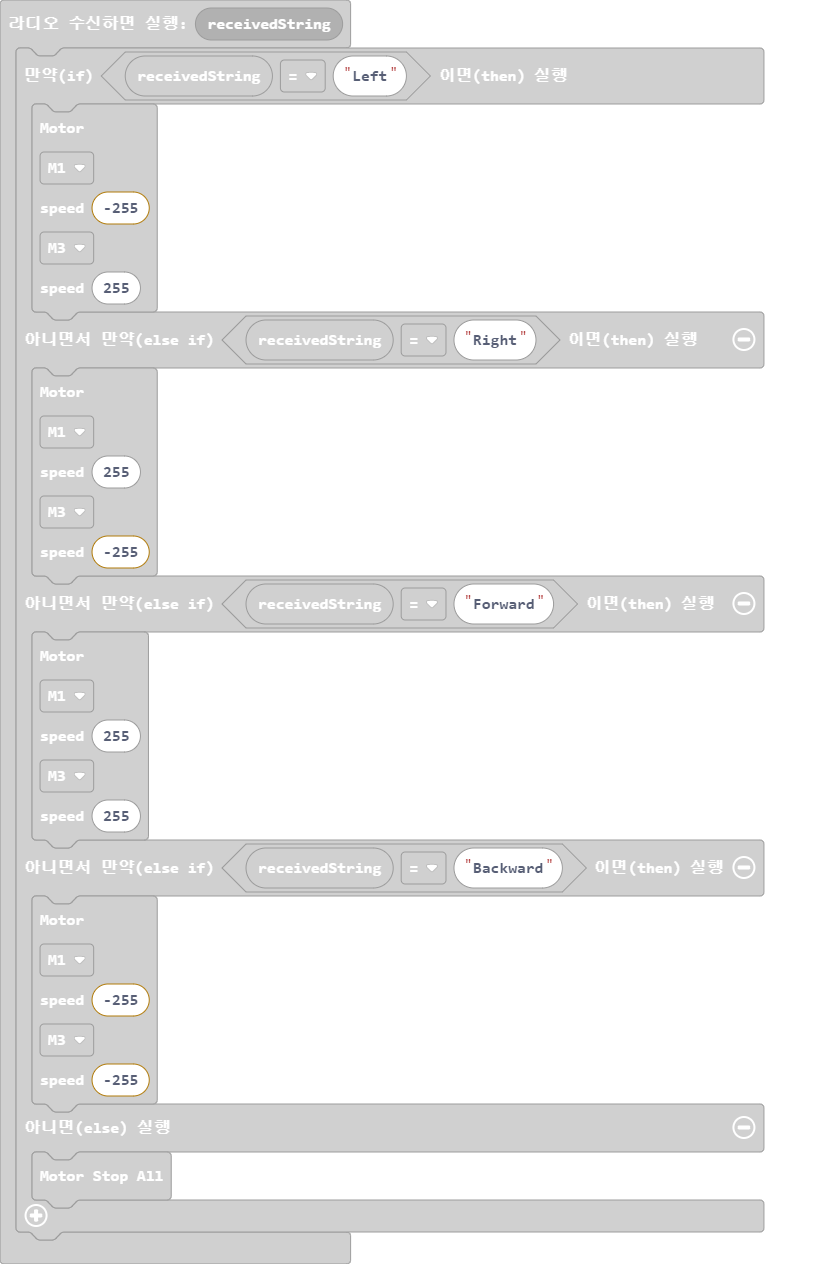 라디오 수신하면 실행: receivedString
만약(if) receivedString = "Left" 이면(then) 실행
Motor
M1
speed -255
M3
speed 255
아니면서 만약(else if) receivedString = "Right" 이면(then) 실행
Motor
M1
speed 255
M3
speed -255
아니면서 만약(else if) receivedString = "Forward" 이면(then) 실행
Motor
M1
speed 255
M3
speed 255
아니면서 만약(else if) receivedString = "Backward" 이면(then) 실행
Motor
M1
speed -255
M3
speed -255
아니면(else) 실행
Motor Stop All